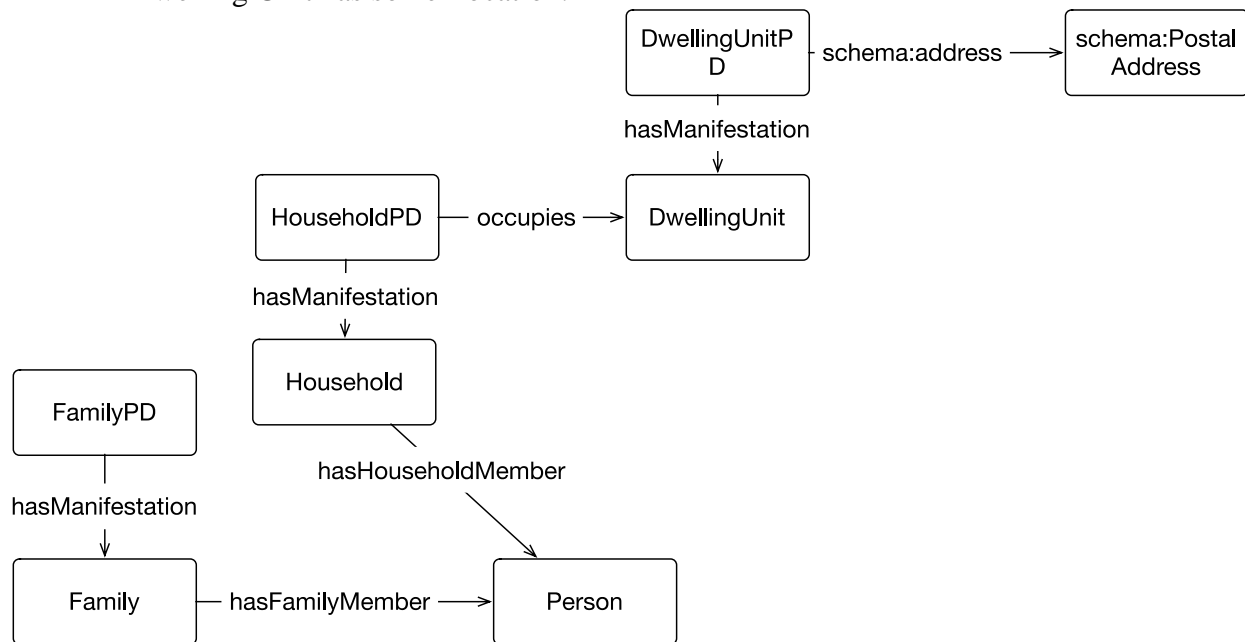 DwellingUnitP
D
schema:address
schema:Postal
Address
hasManifestation
HouseholdPD
occupies
DwellingUnit
hasManifestation
Household
FamilyPD
hasHouseholdMember
hasManifestation
Family
hasFamilyMember
Person